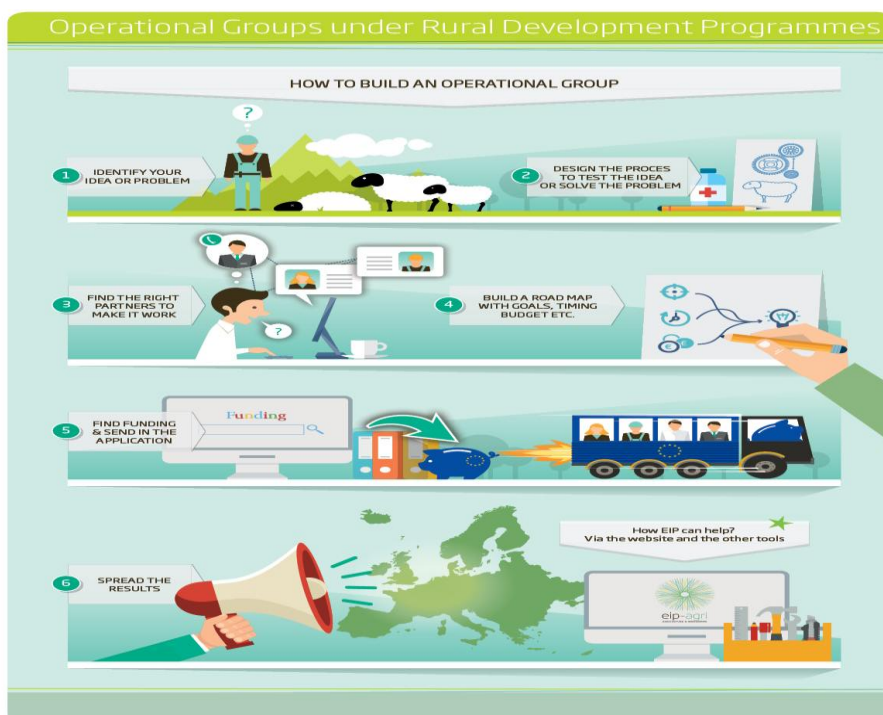 Operational Groups under Rural Development Programmes
HOW TO BUILD AN OPERATIONAL GROUP
?
1
IDENTIFY YOUR
IDEA OR PROBLEM
2
DESIGN THE PROCES
TO TEST THE IDEA
OR SOLVE THE PROBLEM
3
FIND THE RIGHT
PARTNERS TO
MAKE IT WORK
?
4
BUILD A ROAD MAP
WITH GOALS, TIMING
BUDGET ETC.
€
5
FIND FUNDING
& SEND IN THE
APPLICATION
Funding
6
SPREAD THE
RESULTS
How EIP can help?
Via the website and the other tools
eip-agri